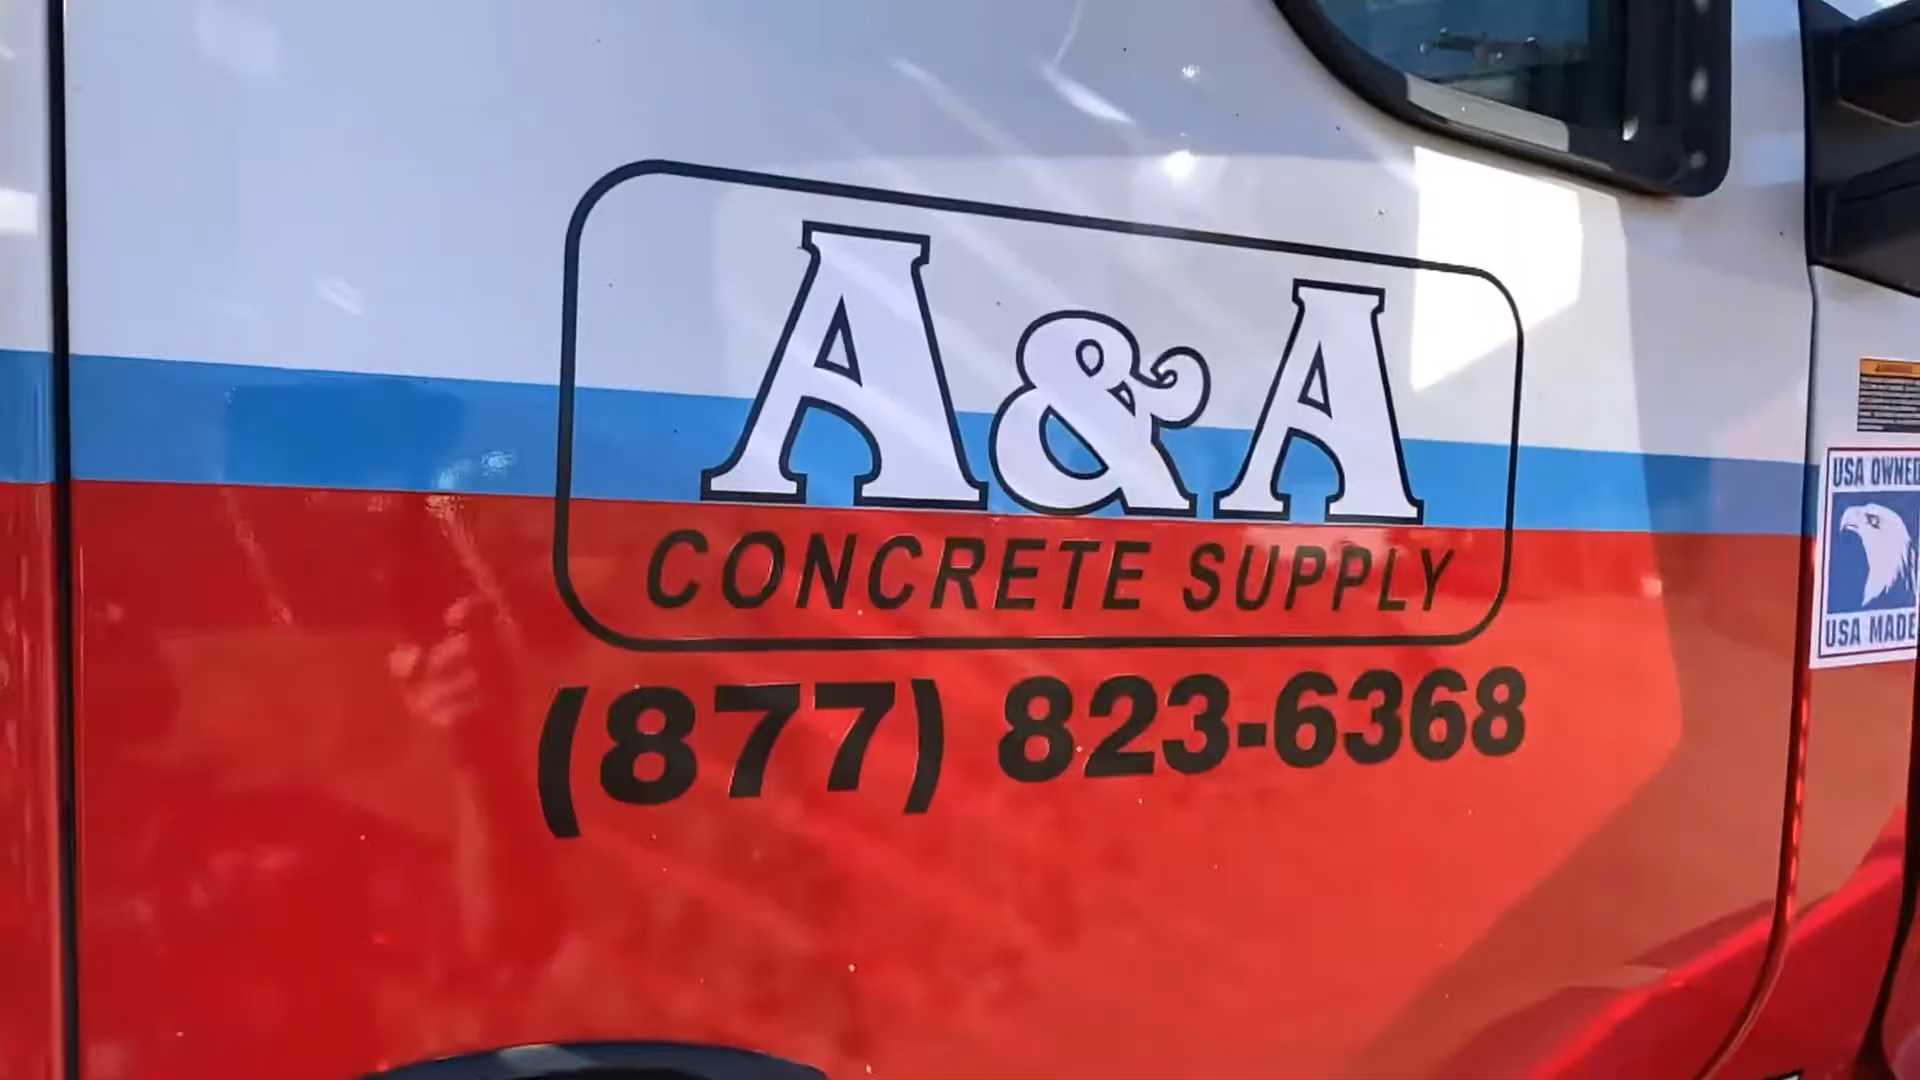 A&A
CONCRETE SUPPLY
(877) 823-6368
USA OWNED
USA MADE